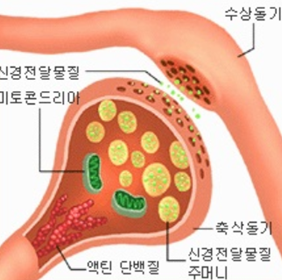 수상돌기
신경전달물질
미토콘드리아
축삭돌기
신경전달물질
주머니
액틴 단백질